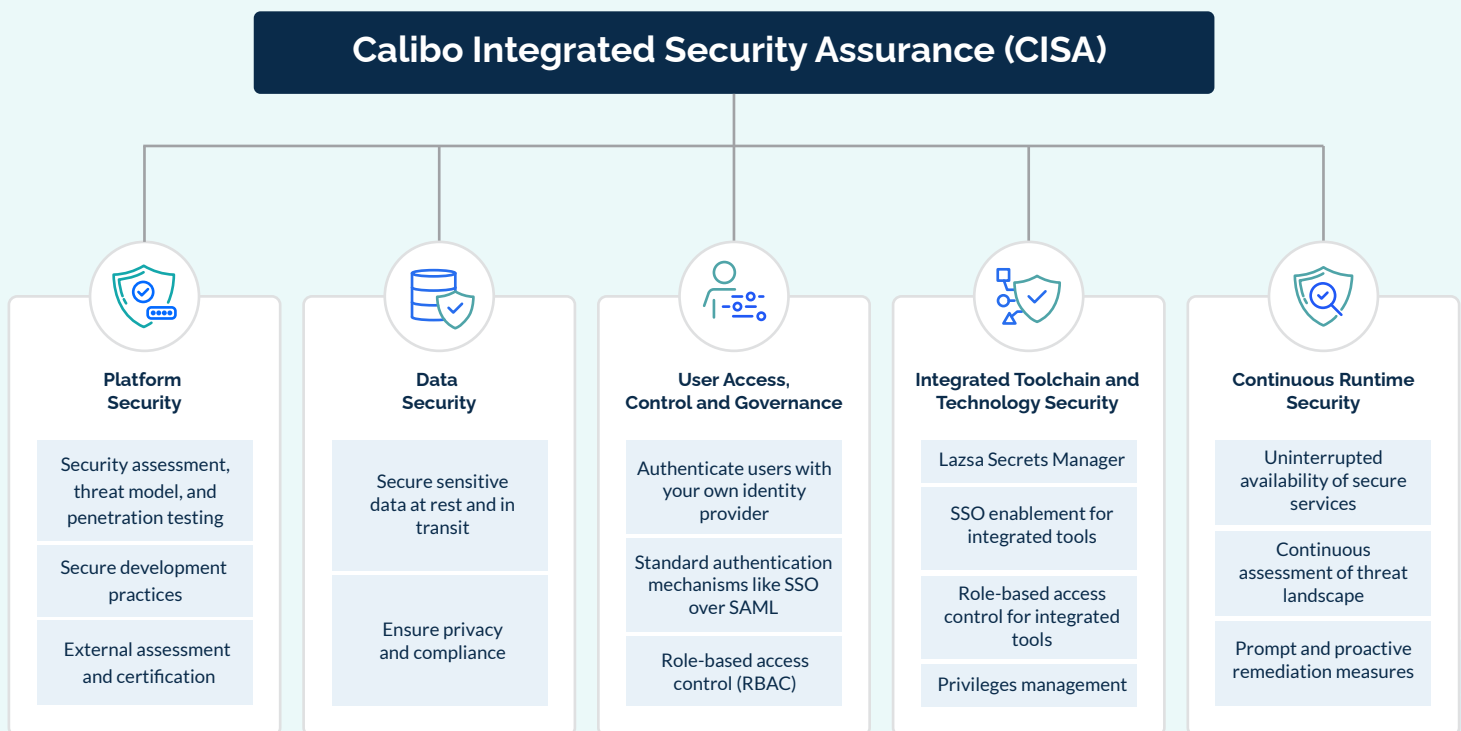 Calibo Integrated Security Assurance (CISA)
Platform
Security
Security assessment,
threat model, and
penetration testing
Secure development
practices
External assessment
and certification
Data
Security
Secure sensitive
data at rest and in
transit
Ensure privacy
and compliance
User Access,
Control and Governance
Authenticate users with
your own identity
provider
Standard authentication
mechanisms like SSO
over SAML
Role-based access
control (RBAC)
Integrated Toolchain and
Technology Security
Lazsa Secrets Manager
SSO enablement for
integrated tools
Role-based access
control for integrated
tools
Privileges management
Continuous Runtime
Security
Uninterrupted
availability of secure
services
Continuous
assessment of threat
landscape
Prompt and proactive
remediation measures